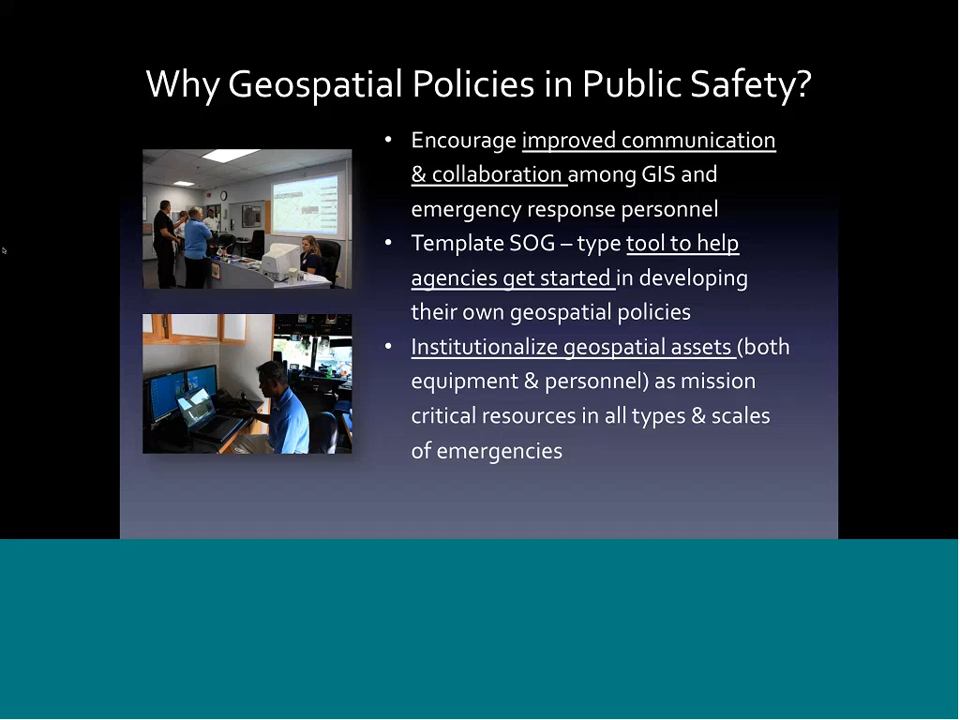 Why Geospatial Policies in Public Safety?
• Encourage improved communication
& collaboration among GIS and
emergency response personnel
• Template SOG – type tool to help
agencies get started in developing
their own geospatial policies
• Institutionalize geospatial assets (both
equipment & personnel) as mission
critical resources in all types & scales
of emergencies